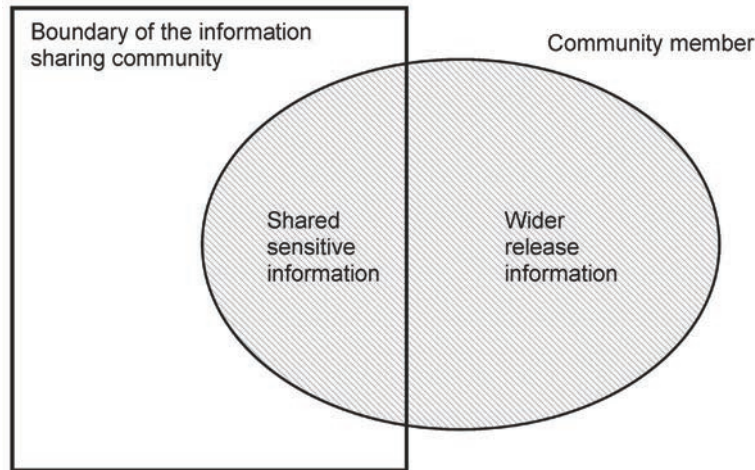 Boundary of the information
sharing community
Community member
Shared
sensitive
information
Wider
release
information